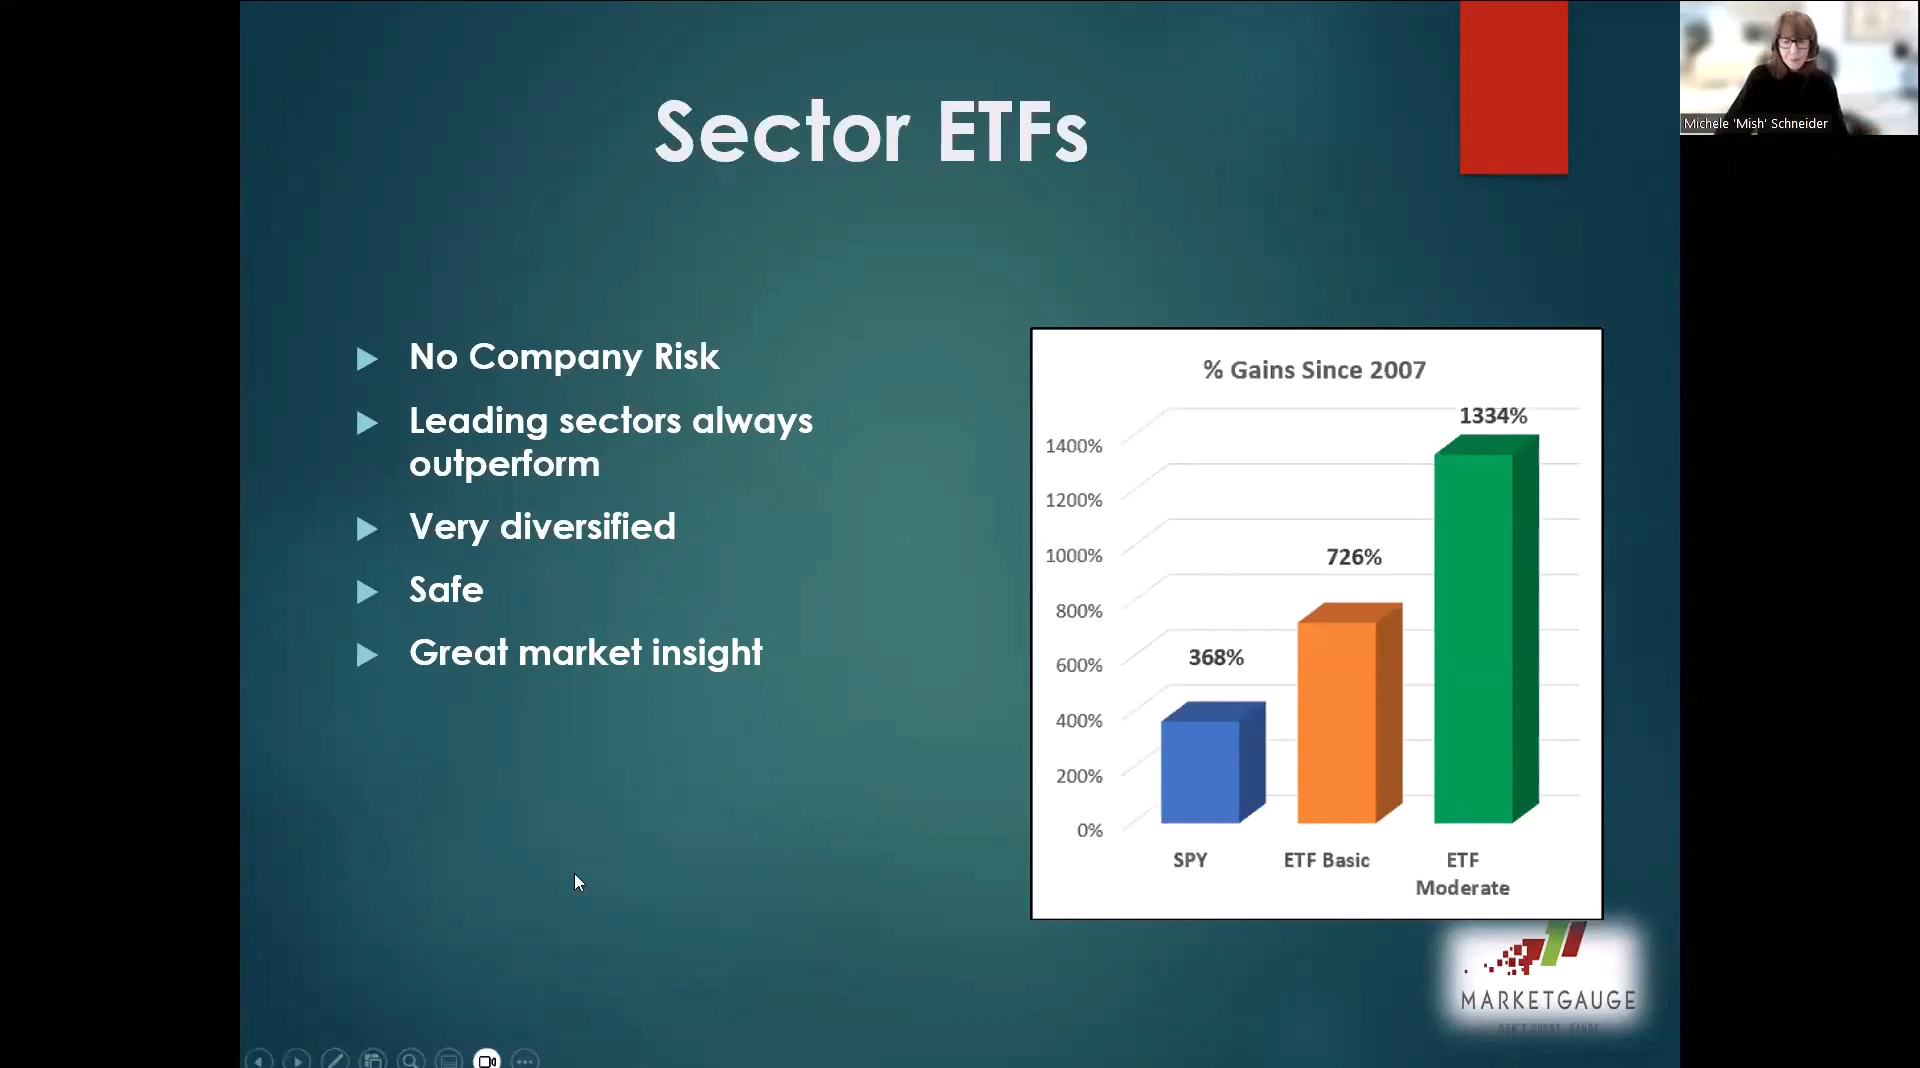 Sector ETFs
Michele 'Mish' Schneider
No Company Risk
Leading sectors always
outperform
Very diversified
Safe
Great market insight
% Gains Since 2007
1334%
1400%
1200%
1000%
726%
800%
600%
368%
400%
200%
0%
SPY
ETF Basic
ETF
Moderate
MARKETGAUGE